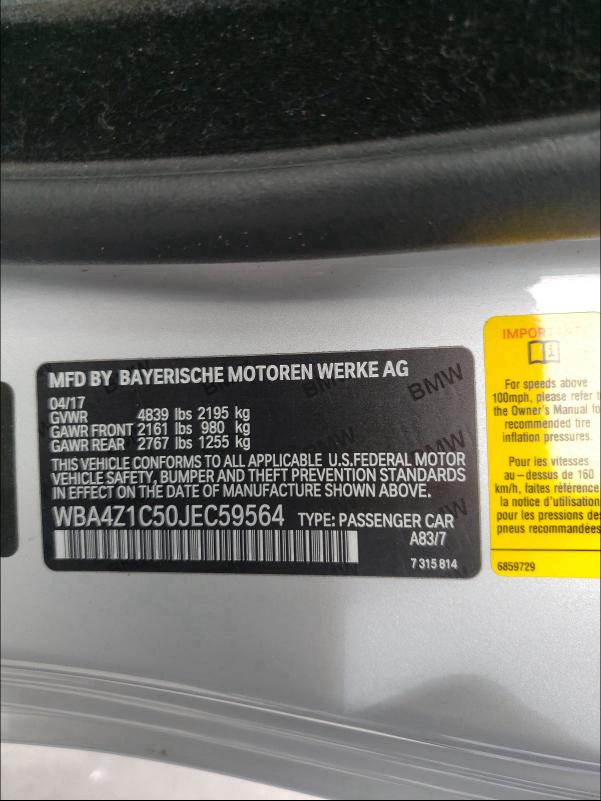 MFD BY BAYERISCHE MOTOREN WERKE AG
BMW
04/17
GVWR 4839 lbs 2195 kg
GAWR FRONT 2161 lbs 980 kg
GAWR REAR 2767 lbs 1255 kg
THIS VEHICLE CONFORMS TO ALL APPLICABLE U.S.FEDERAL MOTOR
VEHICLE SAFETY, BUMPER AND THEFT PREVENTION STANDARDS
IN EFFECT ON THE DATE OF MANUFACTURE SHOWN ABOVE.
WBA4Z1C50JEC59564 TYPE: PASSENGER CAR
A83/7
7 315 814
IMPORTANT
For speeds above
100mph, please refer t
the Owner's Manual fo
recommended tire
inflation pressures.
Pour les vitesses
au-dessus de 160
km/h, faites référence
la notice d'utilisation
pour les pressions des
pneus recommandées
6859729